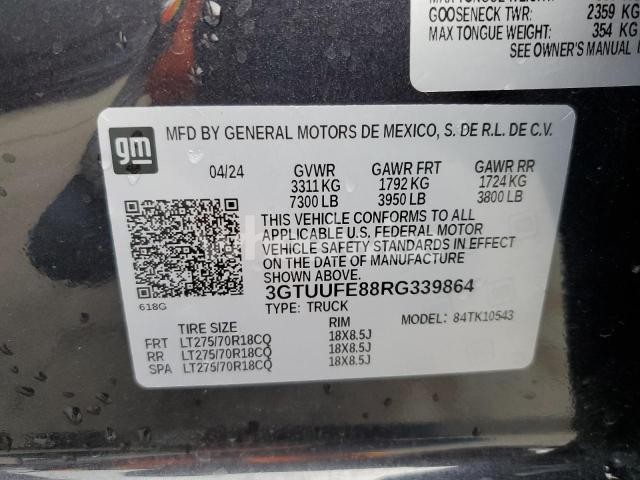 GOOSENECK TWR: 2359 KG
MAX TONGUE WEIGHT: 354 KG
SEE OWNER'S MANUAL
gm
MFD BY GENERAL MOTORS DE MEXICO, S. DE R.L. DE C.V.
04/24 GVWR GAWR FRT GAWR RR
3311 KG 1792 KG 1724 KG
7300 LB 3950 LB 3800 LB
THIS VEHICLE CONFORMS TO ALL
APPLICABLE U.S. FEDERAL MOTOR
VEHICLE SAFETY STANDARDS IN EFFECT
ON THE DATE OF MANUFACTURE
SHOWN ABOVE.
618G
3GTUUFE88RG339864
TYPE: TRUCK MODEL: 84TK10543
TIRE SIZE RIM
FRT LT275/70R18CQ 18X8.5J
RR LT275/70R18CQ 18X8.5J
SPA LT275/70R18CQ 18X8.5J